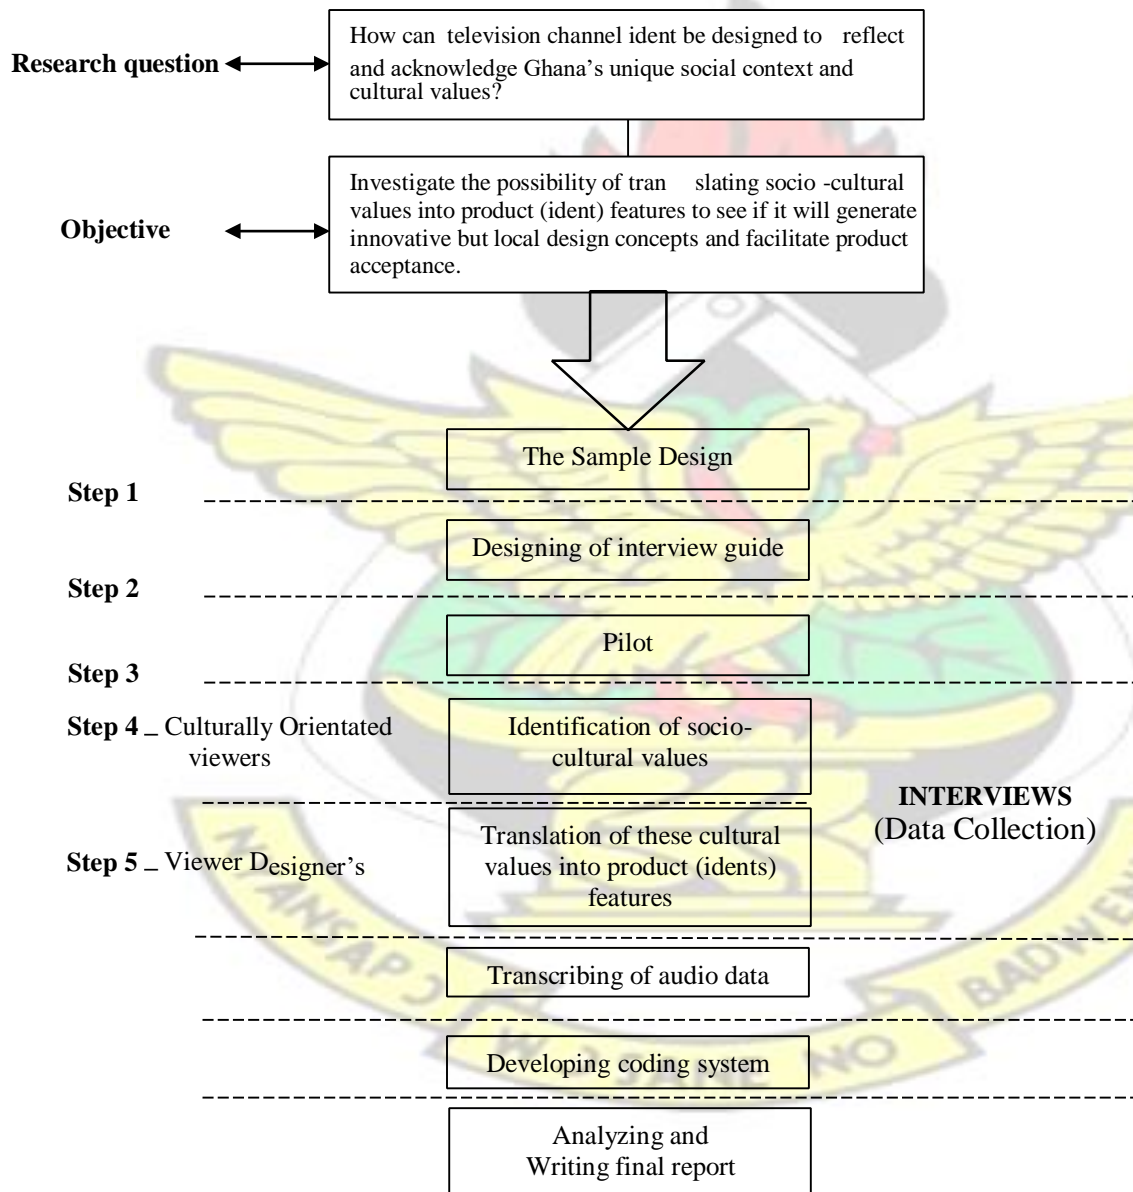 How can television channel ident be designed to reflect
Research question
and acknowledge Ghana's unique social context and
cultural values?
Investigate the possibility of tran slating socio -cultural
values into product (ident) features to see if it will generate
Objective
innovative but local design concepts and facilitate product
acceptance.
The Sample Design
Step 1
Designing of interview guide
Step 2
Pilot
Step 3
Step 4 – Culturally Orientated
viewers
Identification of socio-
cultural values
INTERVIEWS
(Data Collection)
Step 5 – Viewer Designer's
Translation of these cultural
values into product (idents)
features
Transcribing of audio data
Developing coding system
Analyzing and
Writing final report
NYANSAPƆ WƆSANE NO BADWENMA